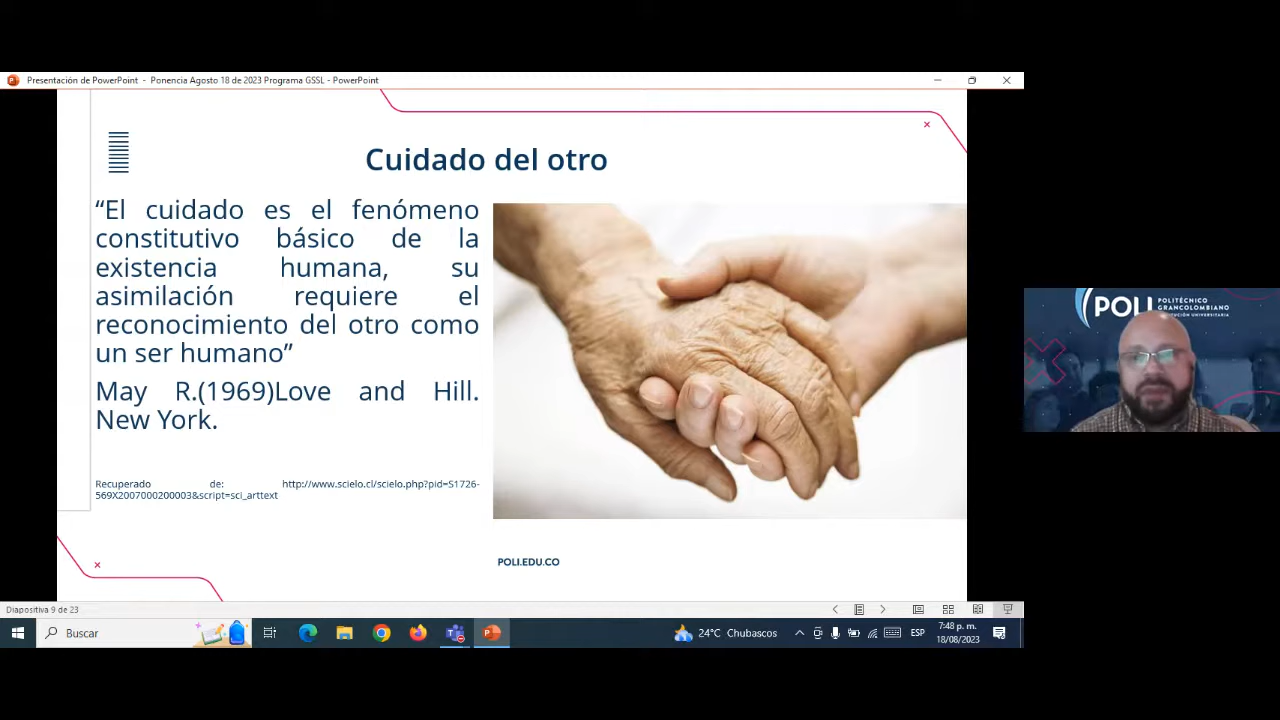 Presentación de PowerPoint - Ponencia Agosto 18 de 2023 Programa GSSL - PowerPoint
Cuidado del otro
“El cuidado es el fenómeno
constitutivo básico de la
existencia humana, su
asimilación requiere el
reconocimiento del otro como
un ser humano”
May R.(1969)Love and Hill.
New York.
Recuperado de: http://www.scielo.cl/scielo.php?pid=S1726-
569X2007000200003&script=sci_arttext
POLI.EDU.CO
POLI
POLITÉCNICO
GRANCOLOMBIANO
Diapositiva 9 de 23
Buscar
24°C Chubascos
ESP
7:48 p. m.
18/08/2023